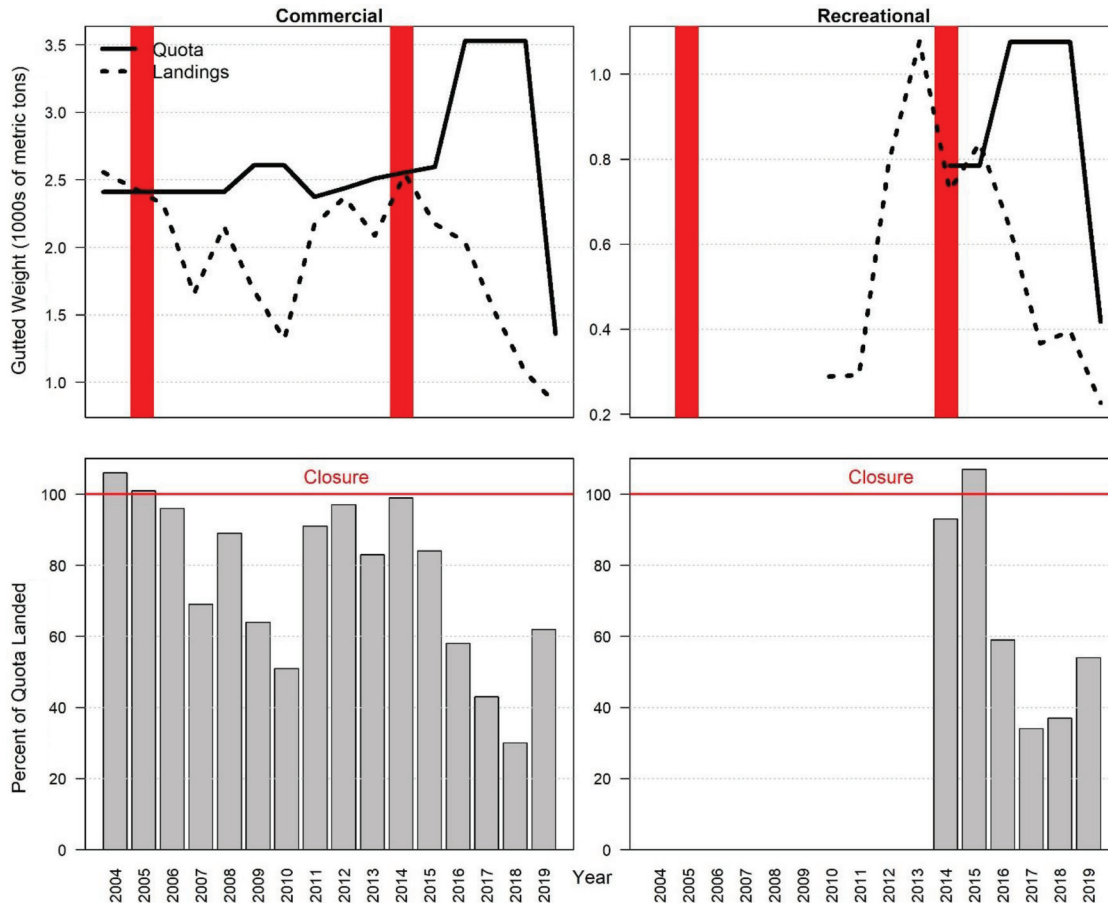 Commercial
Recreational
Gutted Weight (1000s of metric tons)
3.5
3.0
2.5
2.0
1.5
1.0
Quota
Landings
1.0
0.8
0.6
0.4
0.2
Percent of Quota Landed
100
80
60
40
20
0
Closure
100
80
60
40
20
0
Closure
2004 2005 2006 2007 2008 2009 2010 2011 2012 2013 2014 2015 2016 2017 2018 2019
Year
2004 2005 2006 2007 2008 2009 2010 2011 2012 2013 2014 2015 2016 2017 2018 2019